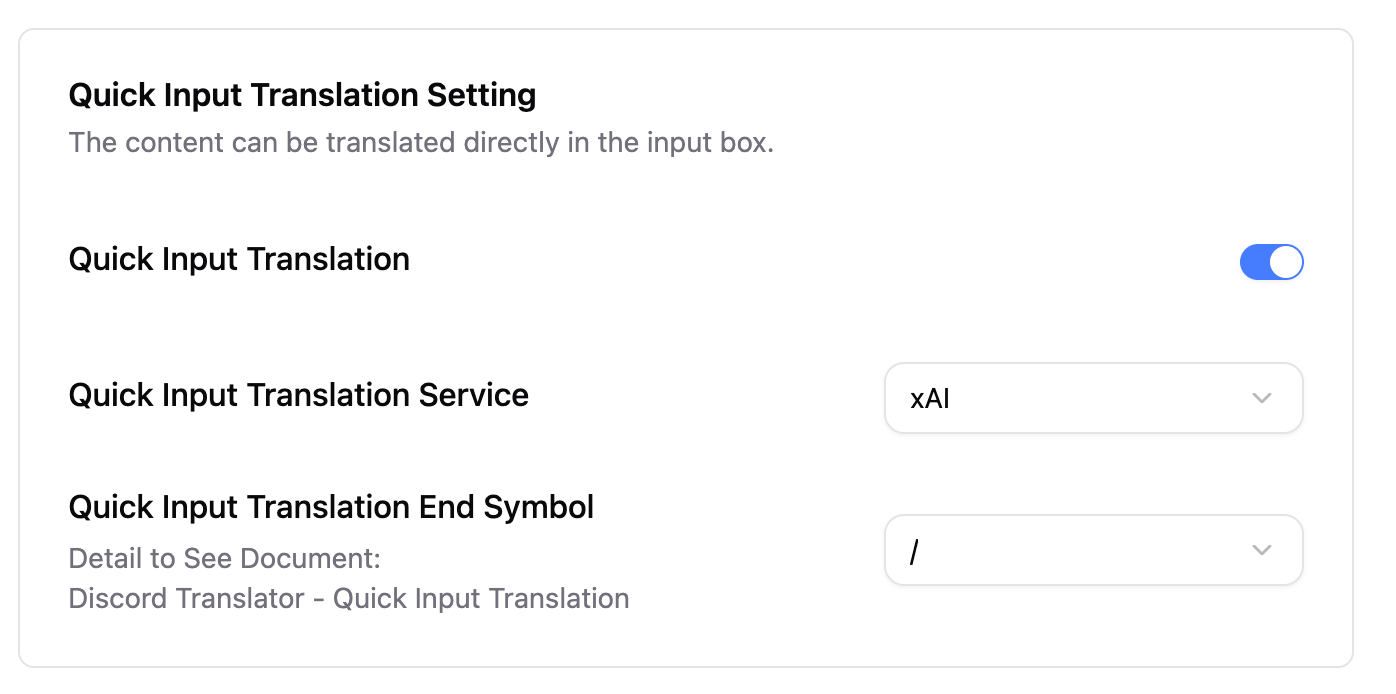 Quick Input Translation Setting
The content can be translated directly in the input box.
Quick Input Translation
Quick Input Translation Service
xAI
Quick Input Translation End Symbol
/
Detail to See Document:
Discord Translator - Quick Input Translation